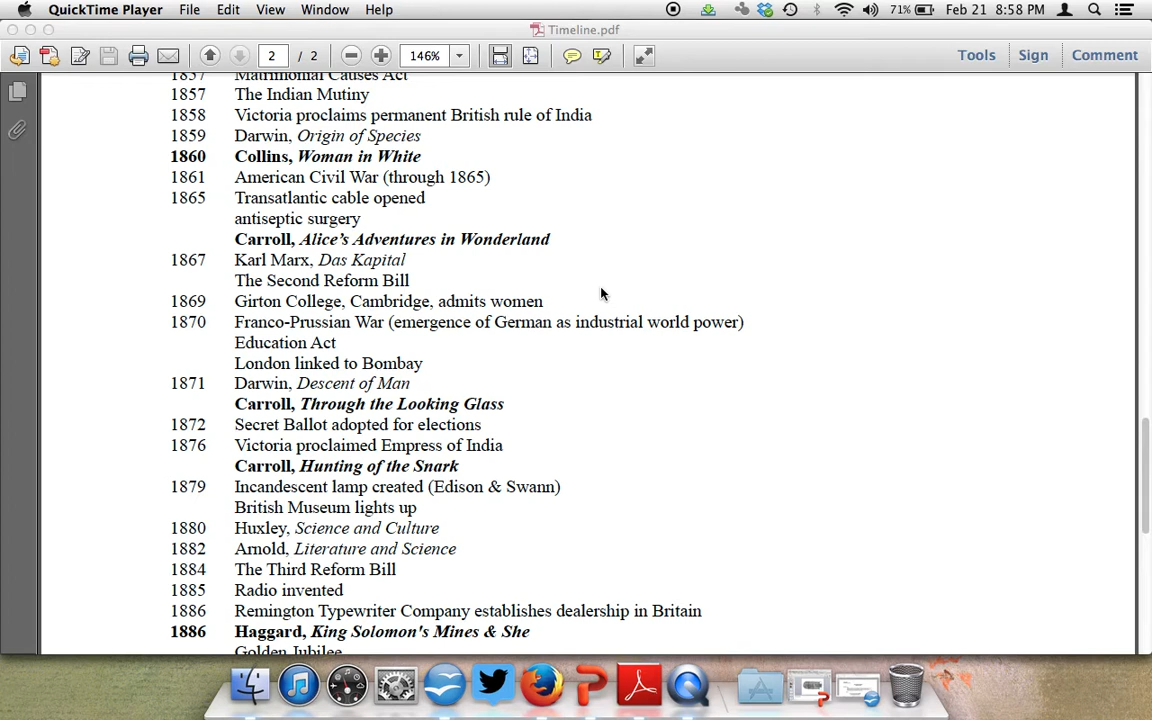 QuickTime Player File Edit View Window Help 71% Feb 21 8:58 PM
Timeline.pdf
2 / 2 146% Tools Sign Comment
1857 Matrimonial Causes Act
1857 The Indian Mutiny
1858 Victoria proclaims permanent British rule of India
1859 Darwin, Origin of Species
1860 Collins, Woman in White
1861 American Civil War (through 1865)
1865 Transatlantic cable opened
antiseptic surgery
Carroll, Alice's Adventures in Wonderland
1867 Karl Marx, Das Kapital
The Second Reform Bill
1869 Girton College, Cambridge, admits women
1870 Franco-Prussian War (emergence of German as industrial world power)
Education Act
London linked to Bombay
1871 Darwin, Descent of Man
Carroll, Through the Looking Glass
1872 Secret Ballot adopted for elections
1876 Victoria proclaimed Empress of India
Carroll, Hunting of the Snark
1879 Incandescent lamp created (Edison & Swann)
British Museum lights up
1880 Huxley, Science and Culture
1882 Arnold, Literature and Science
1884 The Third Reform Bill
1885 Radio invented
1886 Remington Typewriter Company establishes dealership in Britain
1886 Haggard, King Solomon's Mines & She
Golden Jubilee